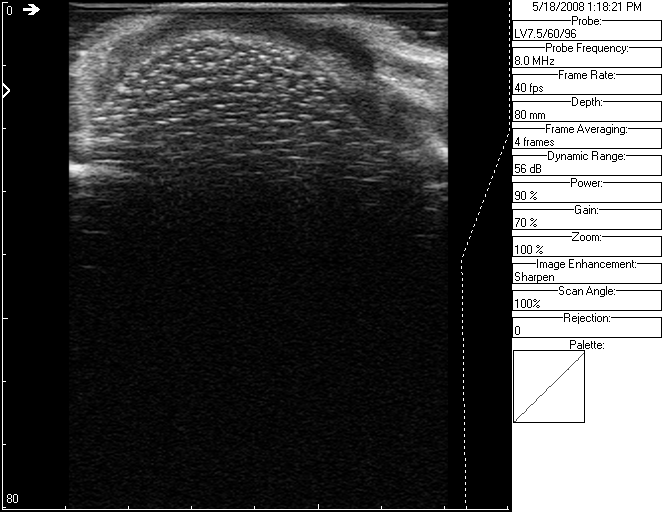 0
80
5/18/2008 1:18:21 PM
Probe:
LV7.5/60/96
Probe Frequency:
8.0 MHz
Frame Rate:
40 fps
Depth:
80 mm
Frame Averaging:
4 frames
Dynamic Range:
56 dB
Power:
90 %
Gain:
70 %
Zoom:
100 %
Image Enhancement:
Sharpen
Scan Angle:
100%
Rejection:
0
Palette: